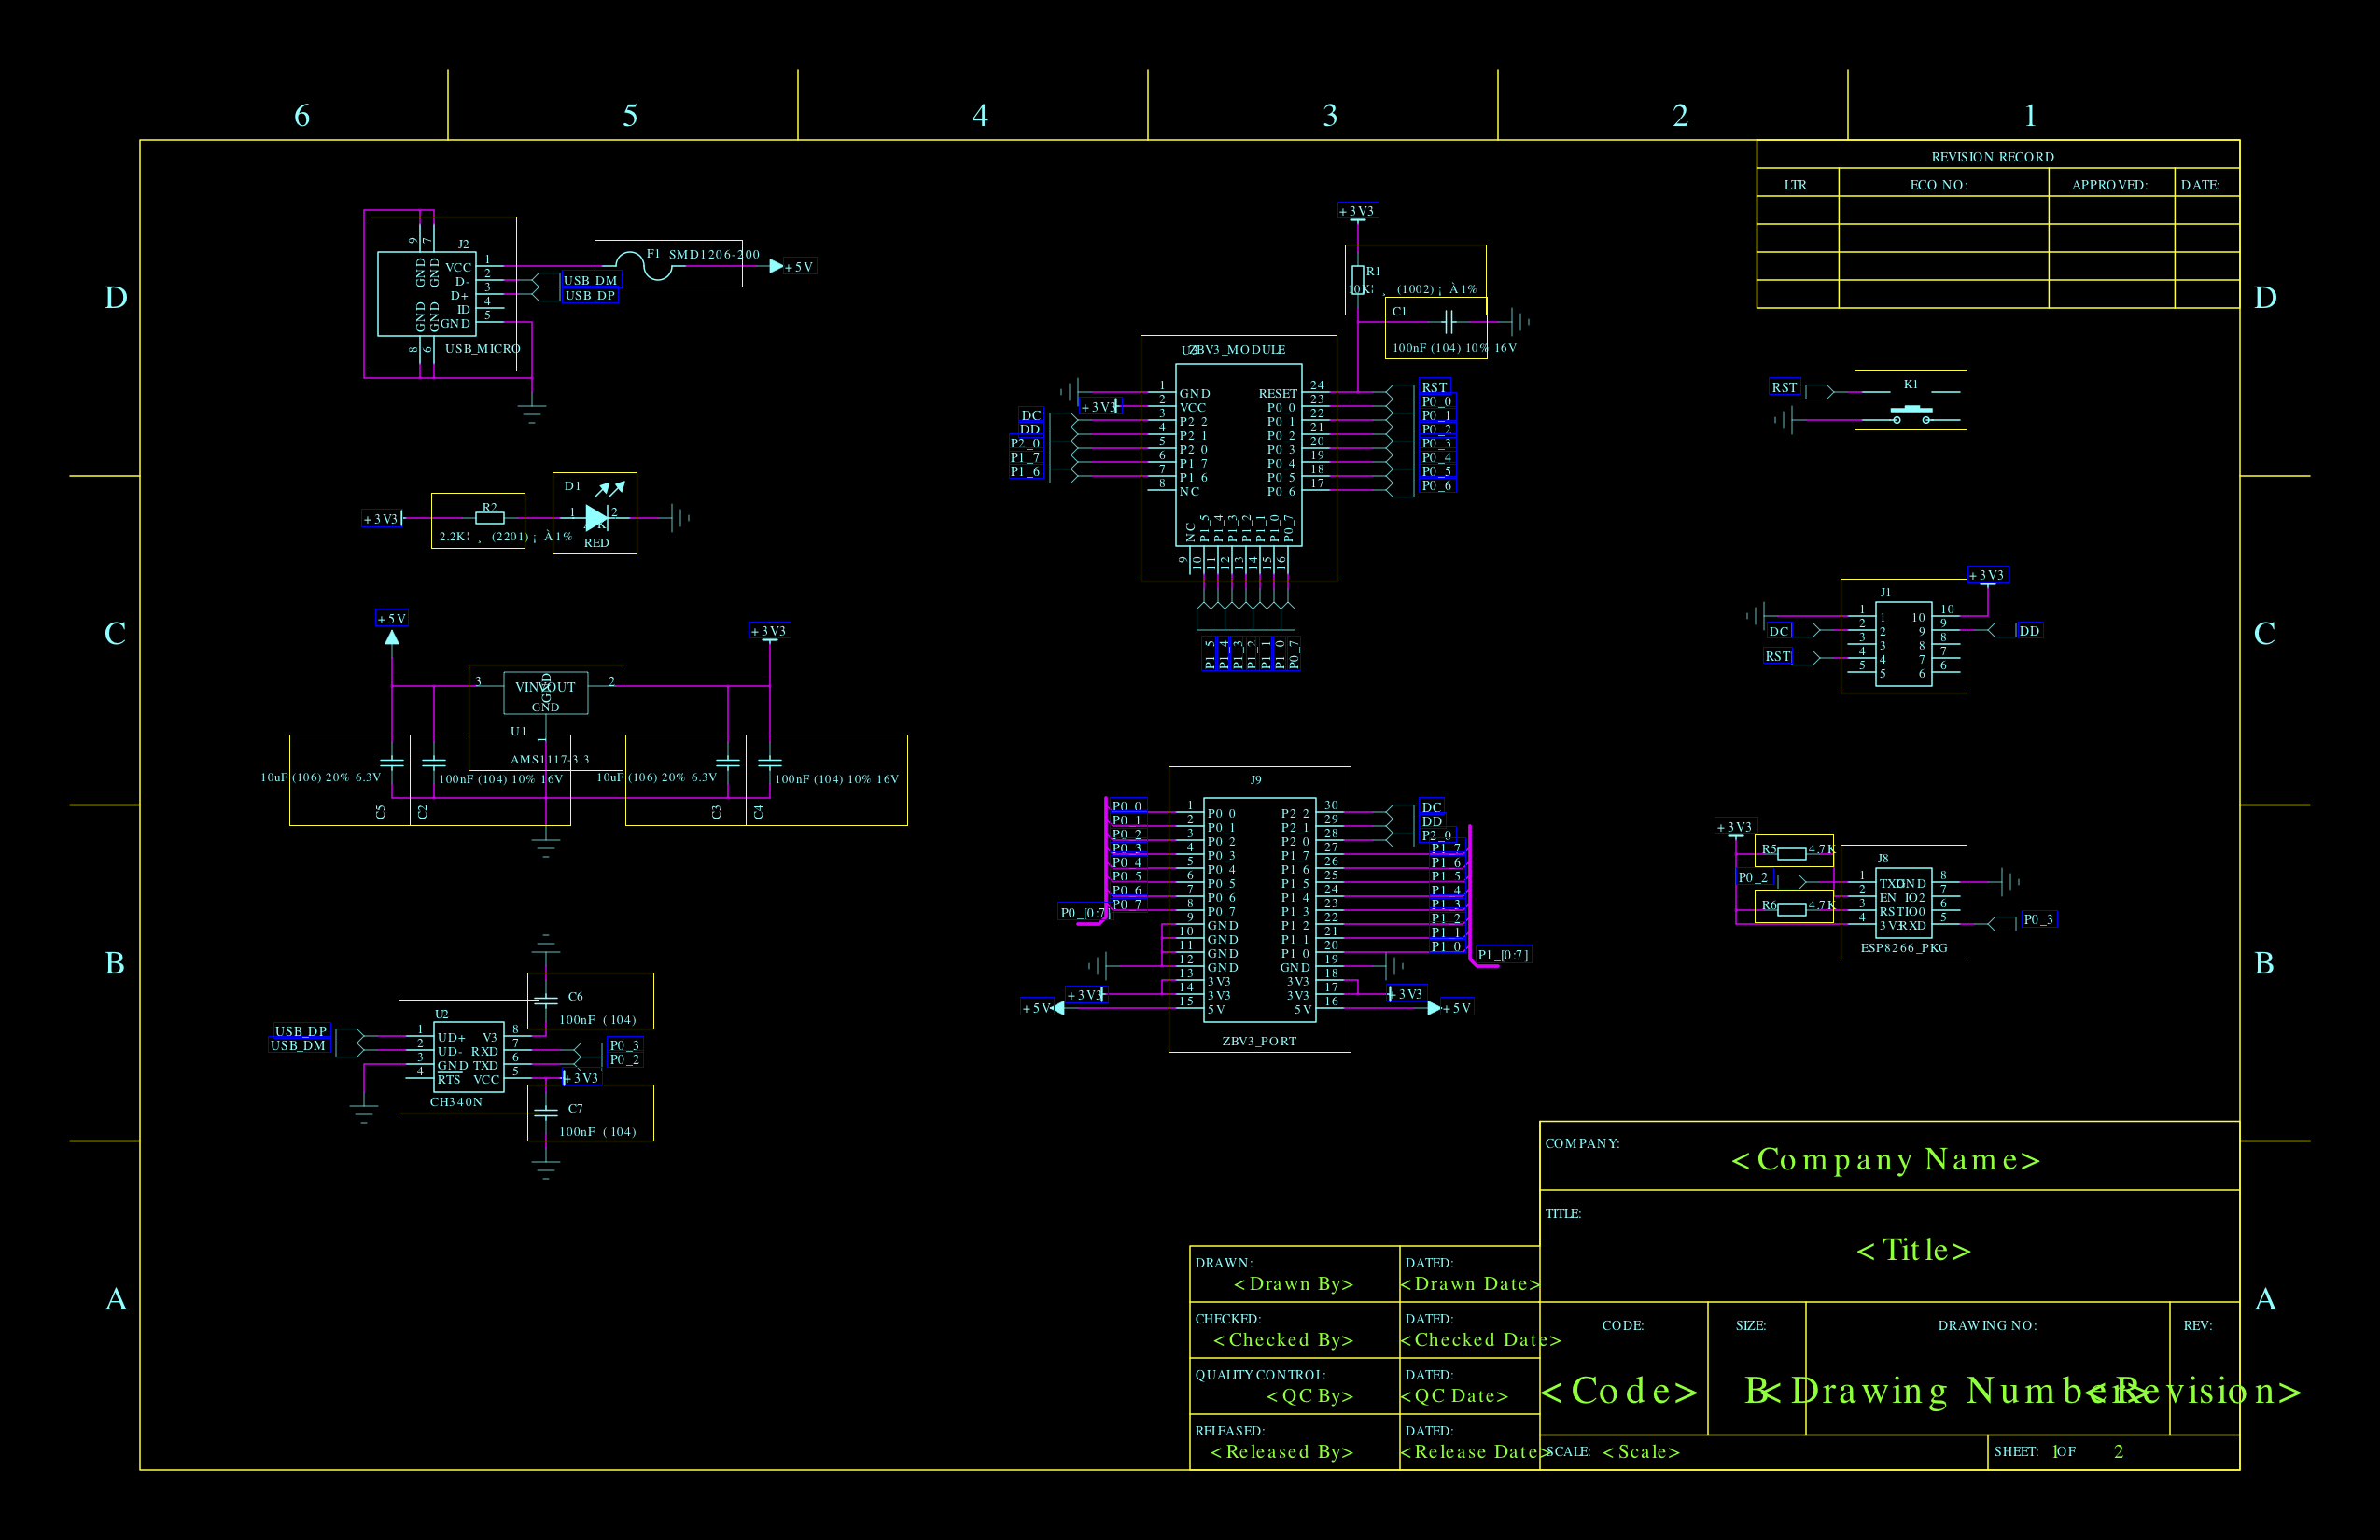 6 5 4 3 2 1
REVISION RECORD
LTR ECO NO: APPROVED: DATE:
D D
C C
B B
A A
J2
9 7
GND GND
GND GND
8 6
VCC 1
D- 2
D+ 3
ID 4
GND 5
USB_MICRO
USB_DM
USB_DP
F1 SMD1206-200
+5V
+3V3
R2
2.2K¦ ¸ (2201) ¡ À1%
D1
1 2
RED
+5V
+3V3
3 VIN VOUT 2
GND
GND
1
U1
AMS1117-3.3
10uF (106) 20% 6.3V
100nF (104) 10% 16V
10uF (106) 20% 6.3V
100nF (104) 10% 16V
C5 C2 C3 C4
U2
USB_DP
USB_DM
1 UD+ V3 8
2 UD- RXD 7
3 GND TXD 6
4 RTS VCC 5
CH340N
P0_3
P0_2
+3V3
C6
100nF (104)
C7
100nF (104)
+3V3
R1
10K¦ ¸ (1002) ¡ À1%
C1
100nF (104) 10% 16V
U3
ZBV3_MODULE
1 GND RESET 24 RST
+3V3 2 VCC P0_0 23 P0_0
DC 3 P2_2 P0_1 22 P0_1
DD 4 P2_1 P0_2 21 P0_2
P2_0 5 P2_0 P0_3 20 P0_3
P1_7 6 P1_7 P0_4 19 P0_4
P1_6 7 P1_6 P0_5 18 P0_5
8 NC P0_6 17 P0_6
NC P1_5 P1_4 P1_3 P1_2 P1_1 P1_0 P0_7
9 10 11 12 13 14 15 16
P1_5 P1_4 P1_3 P1_2 P1_1 P1_0 P0_7
J9
P0_0 1 P0_0 P2_2 30 DC
P0_1 2 P0_1 P2_1 29 DD
P0_2 3 P0_2 P2_0 28 P2_0
P0_3 4 P0_3 P1_7 27 P1_7
P0_4 5 P0_4 P1_6 26 P1_6
P0_5 6 P0_5 P1_5 25 P1_5
P0_6 7 P0_6 P1_4 24 P1_4
P0_7 8 P0_7 P1_3 23 P1_3
P0_[0:7] 9 GND P1_2 22 P1_2
10 GND P1_1 21 P1_1
11 GND P1_0 20 P1_0
12 GND GND 19 P1_[0:7]
13 3V3 3V3 18
+3V3 14 3V3 3V3 17 +3V3
+5V 15 5V 5V 16 +5V
ZBV3_PORT
RST K1
+3V3
J1
1 1 10 10
DC 2 2 9 9 DD
3 3 8 8
RST 4 4 7 7
5 5 6 6
+3V3
R5 4.7K
P0_2
R6 4.7K
J8
1 TXD GND 8
2 EN IO2 7
3 RST IO0 6
4 3V3 RXD 5 P0_3
ESP8266_PKG
COMPANY:
<Company Name>
TITLE:
<Title>
DRAWN: DATED:
<Drawn By> <Drawn Date>
CHECKED: DATED:
<Checked By> <Checked Date>
QUALITY CONTROL: DATED:
<QC By> <QC Date>
RELEASED: DATED:
<Released By> <Release Date>
CODE: SIZE: DRAWING NO: REV:
<Code> B <Drawing Number> <Revision>
SCALE: <Scale> SHEET: 1 OF 2